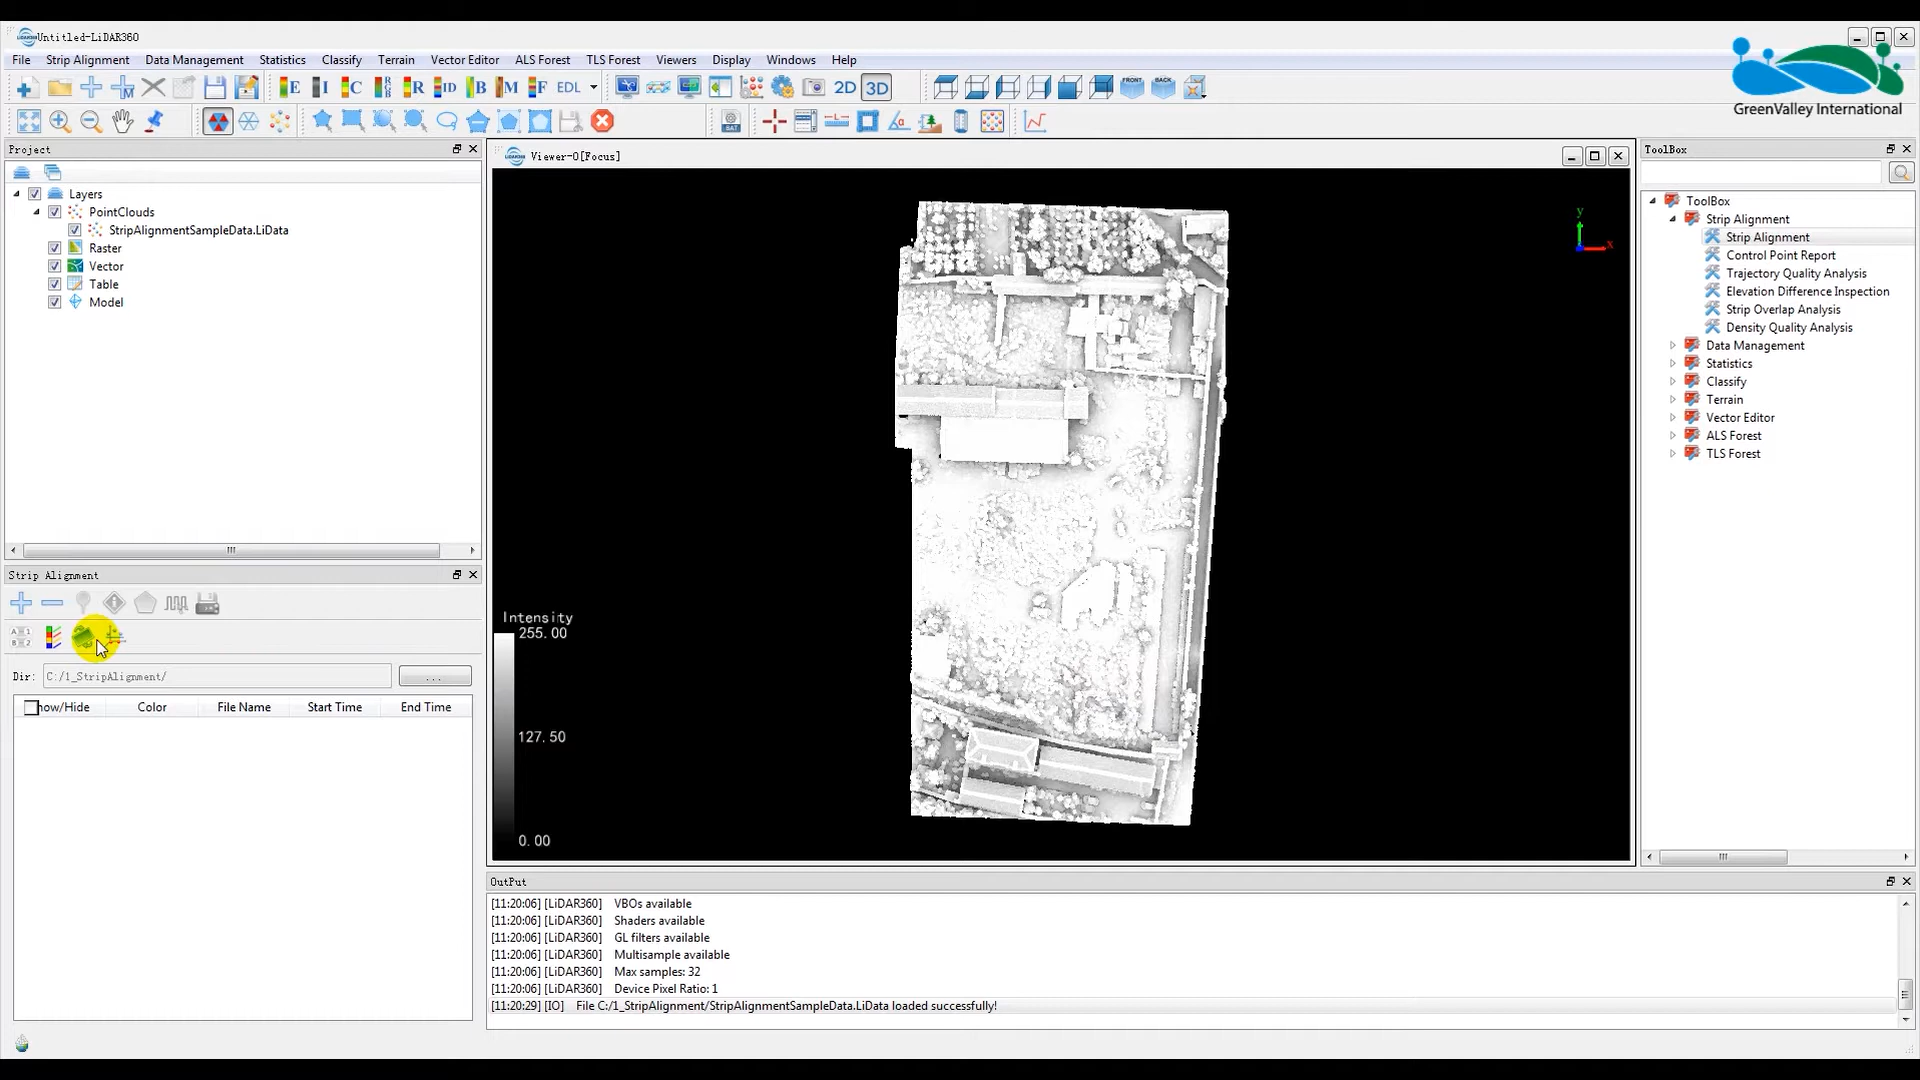 Untitled-LiDAR360
File Strip Alignment Data Management Statistics Classify Terrain Vector Editor ALS Forest TLS Forest Viewers Display Windows Help
GreenValley International
E I C R ID B M F EDL 2D 3D FRONT BACK
Project
Viewer-0[Focus]
ToolBox
Layers
PointClouds
StripAlignmentSampleData.LiData
Raster
Vector
Table
Model
y
x
ToolBox
Strip Alignment
Strip Alignment
Control Point Report
Trajectory Quality Analysis
Elevation Difference Inspection
Strip Overlap Analysis
Density Quality Analysis
Data Management
Statistics
Classify
Terrain
Vector Editor
ALS Forest
TLS Forest
Strip Alignment
Dir: C:/1_StripAlignment/ ...
how/Hide Color File Name Start Time End Time
Intensity
255.00
127.50
0.00
OutPut
[11:20:06] [LiDAR360] VBOs available
[11:20:06] [LiDAR360] Shaders available
[11:20:06] [LiDAR360] GL filters available
[11:20:06] [LiDAR360] Multisample available
[11:20:06] [LiDAR360] Max samples: 32
[11:20:06] [LiDAR360] Device Pixel Ratio: 1
[11:20:29] [IO] File C:/1_StripAlignment/StripAlignmentSampleData.LiData loaded successfully!